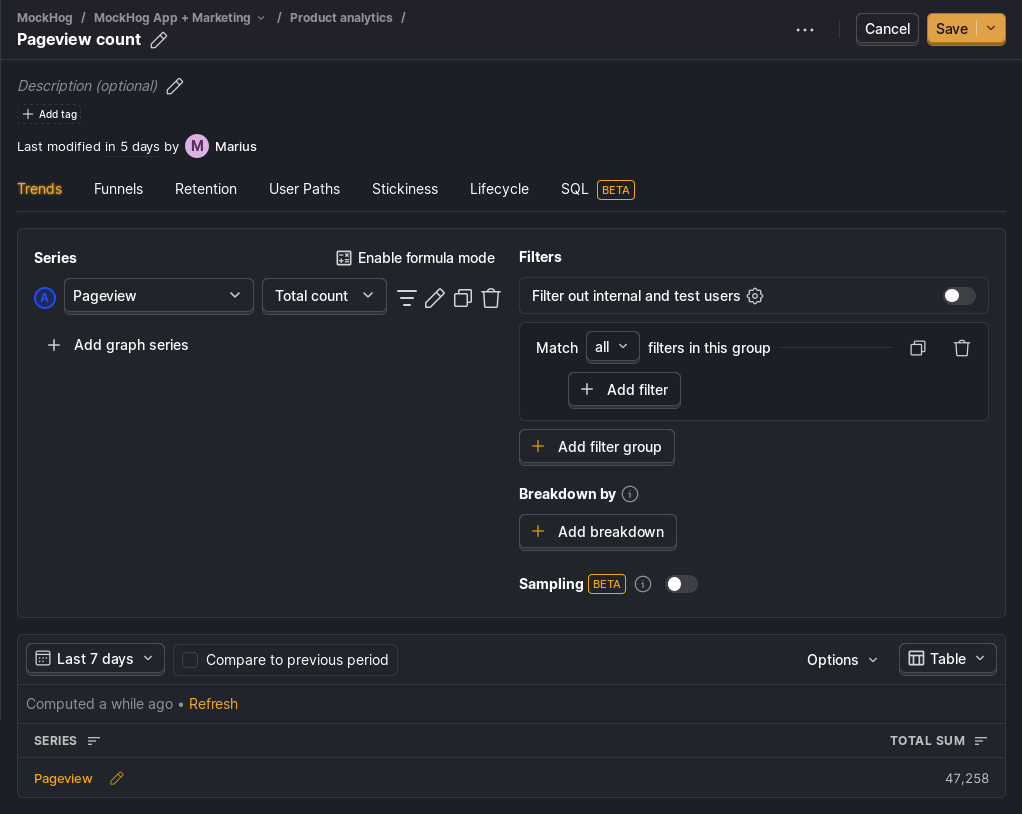 MockHog / MockHog App + Marketing / Product analytics /
Pageview count
Cancel
Save
Description (optional)
Add tag
Last modified in 5 days by M Marius
Trends Funnels Retention User Paths Stickiness Lifecycle SQL BETA
Series
Enable formula mode
A Pageview Total count
Add graph series
Filters
Filter out internal and test users
Match all filters in this group
Add filter
Add filter group
Breakdown by
Add breakdown
Sampling BETA
Last 7 days Compare to previous period Options Table
Computed a while ago • Refresh
SERIES TOTAL SUM
Pageview 47,258